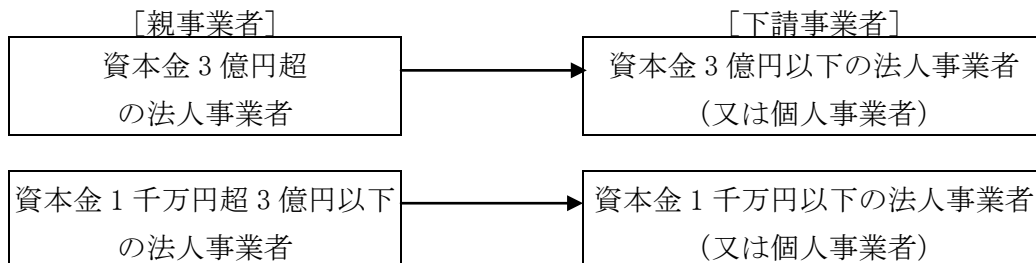 ［親事業者］
［下請事業者］
資本金３億円超
の法人事業者
資本金３億円以下の法人事業者
（又は個人事業者）
資本金１千万円超３億円以下
の法人事業者
資本金１千万円以下の法人事業者
（又は個人事業者）